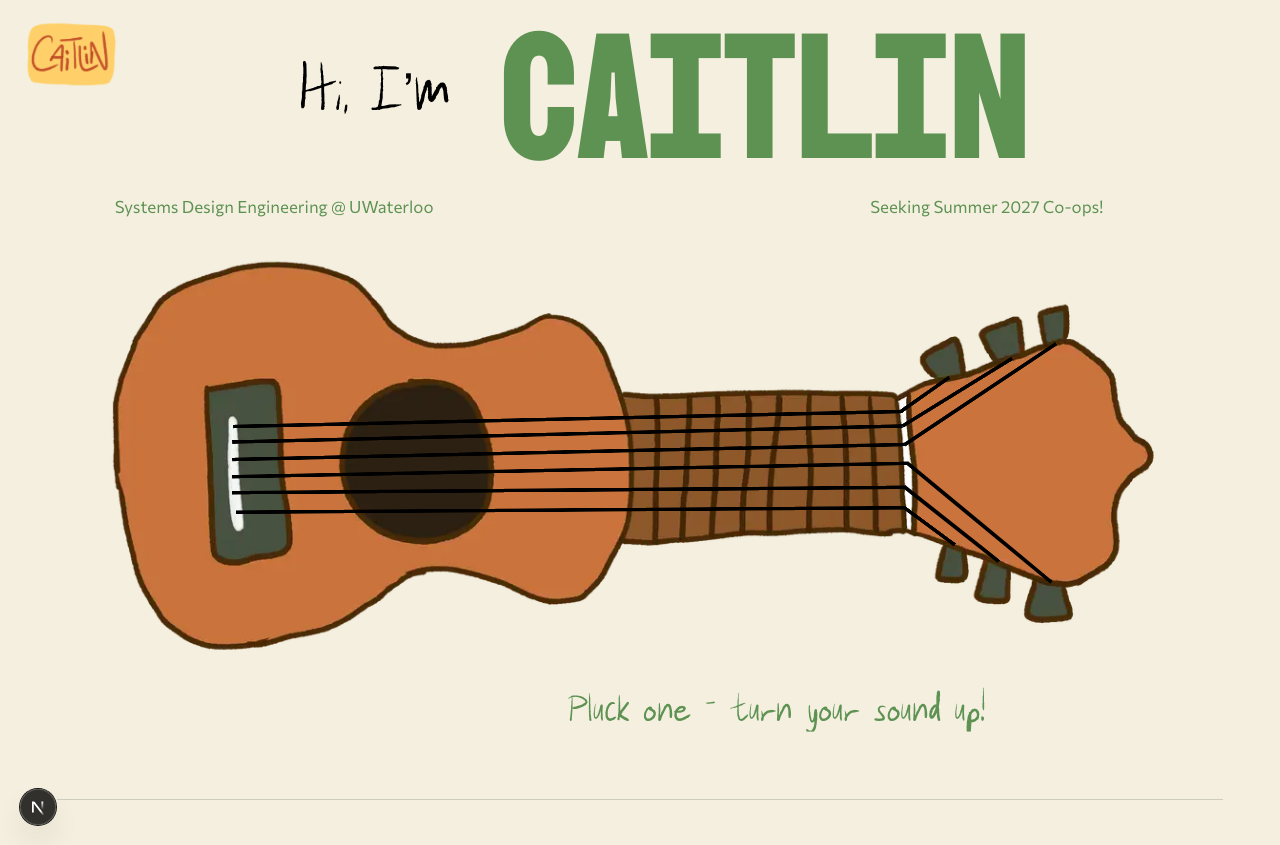 CAiTLiN
Hi, I'm CAITLIN
Systems Design Engineering @ UWaterloo
Seeking Summer 2027 Co-ops!
Pluck one - turn your sound up!
N